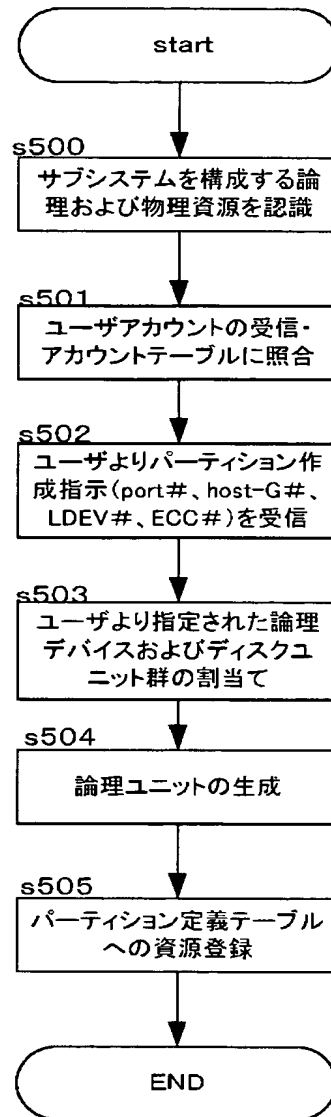 start
s500
サブシステムを構成する論
理および物理資源を認識
s501
ユーザアカウントの受信・
アカウントテーブルに照合
s502
ユーザよりパーティション作
成指示(port#、host-G#、
LDEV#、ECC#)を受信
s503
ユーザより指定された論理
デバイスおよびディスクユ
ニット群の割当て
s504
論理ユニットの生成
s505
パーティション定義テーブル
への資源登録
END